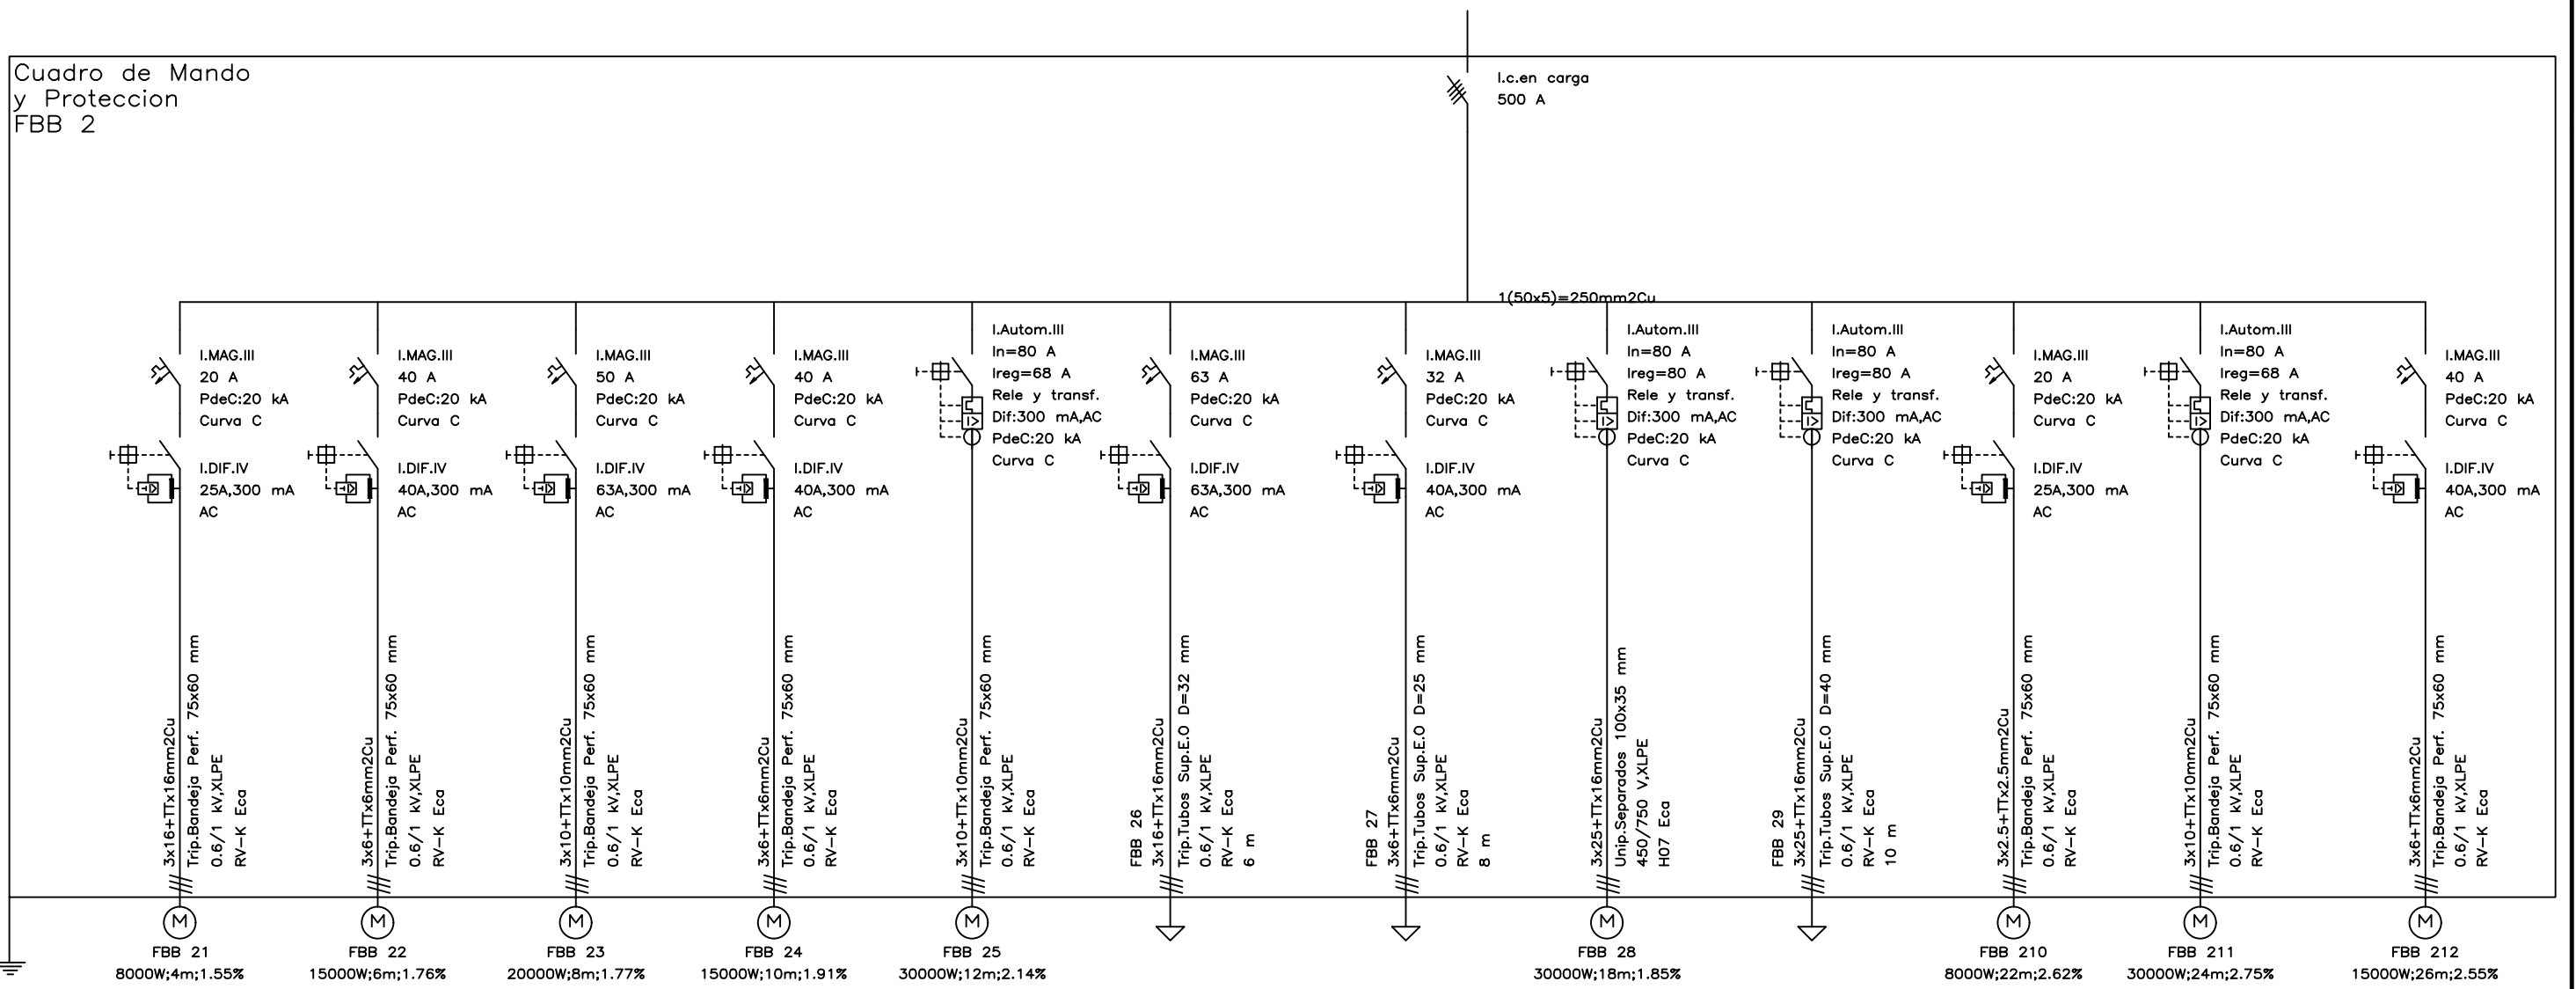 Cuadro de Mando
y Proteccion
FBB 2
I.c.en carga
500 A
1(50x5)=250mm2Cu
I.MAG.III
20 A
PdeC:20 kA
Curva C
I.DIF.IV
25A,300 mA
AC
3x16+TTx16mm2Cu
Trip.Bandeja Perf. 75x60 mm
0.6/1 kV,XLPE
RV-K Eca
M
FBB 21
8000W;4m;1.55%
I.MAG.III
40 A
PdeC:20 kA
Curva C
I.DIF.IV
40A,300 mA
AC
3x6+TTx6mm2Cu
Trip.Bandeja Perf. 75x60 mm
0.6/1 kV,XLPE
RV-K Eca
M
FBB 22
15000W;6m;1.76%
I.MAG.III
50 A
PdeC:20 kA
Curva C
I.DIF.IV
63A,300 mA
AC
3x10+TTx10mm2Cu
Trip.Bandeja Perf. 75x60 mm
0.6/1 kV,XLPE
RV-K Eca
M
FBB 23
20000W;8m;1.77%
I.MAG.III
40 A
PdeC:20 kA
Curva C
I.DIF.IV
40A,300 mA
AC
3x6+TTx6mm2Cu
Trip.Bandeja Perf. 75x60 mm
0.6/1 kV,XLPE
RV-K Eca
M
FBB 24
15000W;10m;1.91%
I.Autom.III
In=80 A
Ireg=68 A
Rele y transf.
Dif:300 mA,AC
PdeC:20 kA
Curva C
3x10+TTx10mm2Cu
Trip.Bandeja Perf. 75x60 mm
0.6/1 kV,XLPE
RV-K Eca
M
FBB 25
30000W;12m;2.14%
I.MAG.III
63 A
PdeC:20 kA
Curva C
I.DIF.IV
63A,300 mA
AC
FBB 26
3x16+TTx16mm2Cu
Trip.Tubos Sup.E.O D=32 mm
0.6/1 kV,XLPE
RV-K Eca
6 m
I.MAG.III
32 A
PdeC:20 kA
Curva C
I.DIF.IV
40A,300 mA
AC
FBB 27
3x6+TTx6mm2Cu
Trip.Tubos Sup.E.O D=25 mm
0.6/1 kV,XLPE
RV-K Eca
8 m
I.Autom.III
In=80 A
Ireg=80 A
Rele y transf.
Dif:300 mA,AC
PdeC:20 kA
Curva C
3x25+TTx16mm2Cu
Unip.Separados 100x35 mm
450/750 V,XLPE
H07 Eca
M
FBB 28
30000W;18m;1.85%
I.Autom.III
In=80 A
Ireg=80 A
Rele y transf.
Dif:300 mA,AC
PdeC:20 kA
Curva C
FBB 29
3x25+TTx16mm2Cu
Trip.Tubos Sup.E.O D=40 mm
0.6/1 kV,XLPE
RV-K Eca
10 m
I.MAG.III
20 A
PdeC:20 kA
Curva C
I.DIF.IV
25A,300 mA
AC
3x2.5+TTx2.5mm2Cu
Trip.Bandeja Perf. 75x60 mm
0.6/1 kV,XLPE
RV-K Eca
M
FBB 210
8000W;22m;2.62%
I.Autom.III
In=80 A
Ireg=68 A
Rele y transf.
Dif:300 mA,AC
PdeC:20 kA
Curva C
3x10+TTx10mm2Cu
Trip.Bandeja Perf. 75x60 mm
0.6/1 kV,XLPE
RV-K Eca
M
FBB 211
30000W;24m;2.75%
I.MAG.III
40 A
PdeC:20 kA
Curva C
I.DIF.IV
40A,300 mA
AC
3x6+TTx6mm2Cu
Trip.Bandeja Perf. 75x60 mm
0.6/1 kV,XLPE
RV-K Eca
M
FBB 212
15000W;26m;2.55%